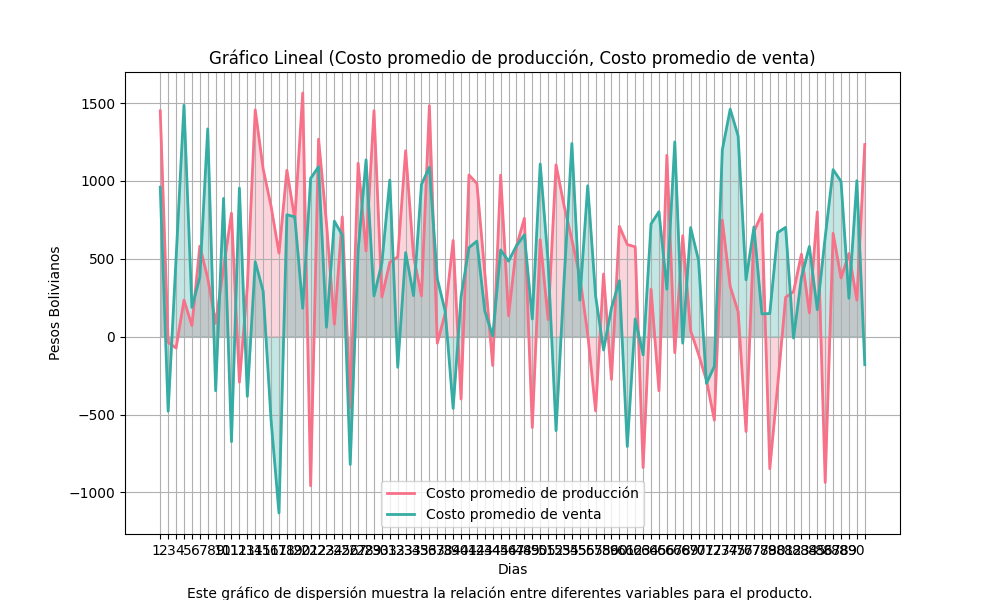 Gráfico Lineal (Costo promedio de producción, Costo promedio de venta)
1500
1000
500
0
−500
−1000
Pesos Bolivianos
Costo promedio de producción
Costo promedio de venta
Dias
Este gráfico de dispersión muestra la relación entre diferentes variables para el producto.